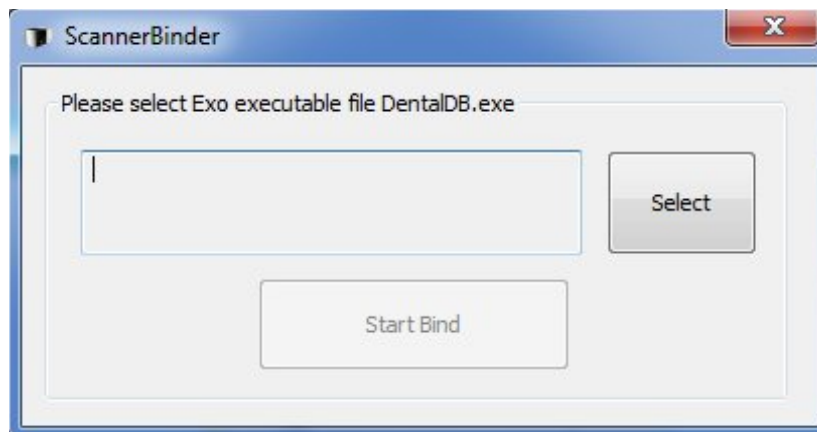 ScannerBinder
Please select Exo executable file DentalDB.exe
Select
Start Bind